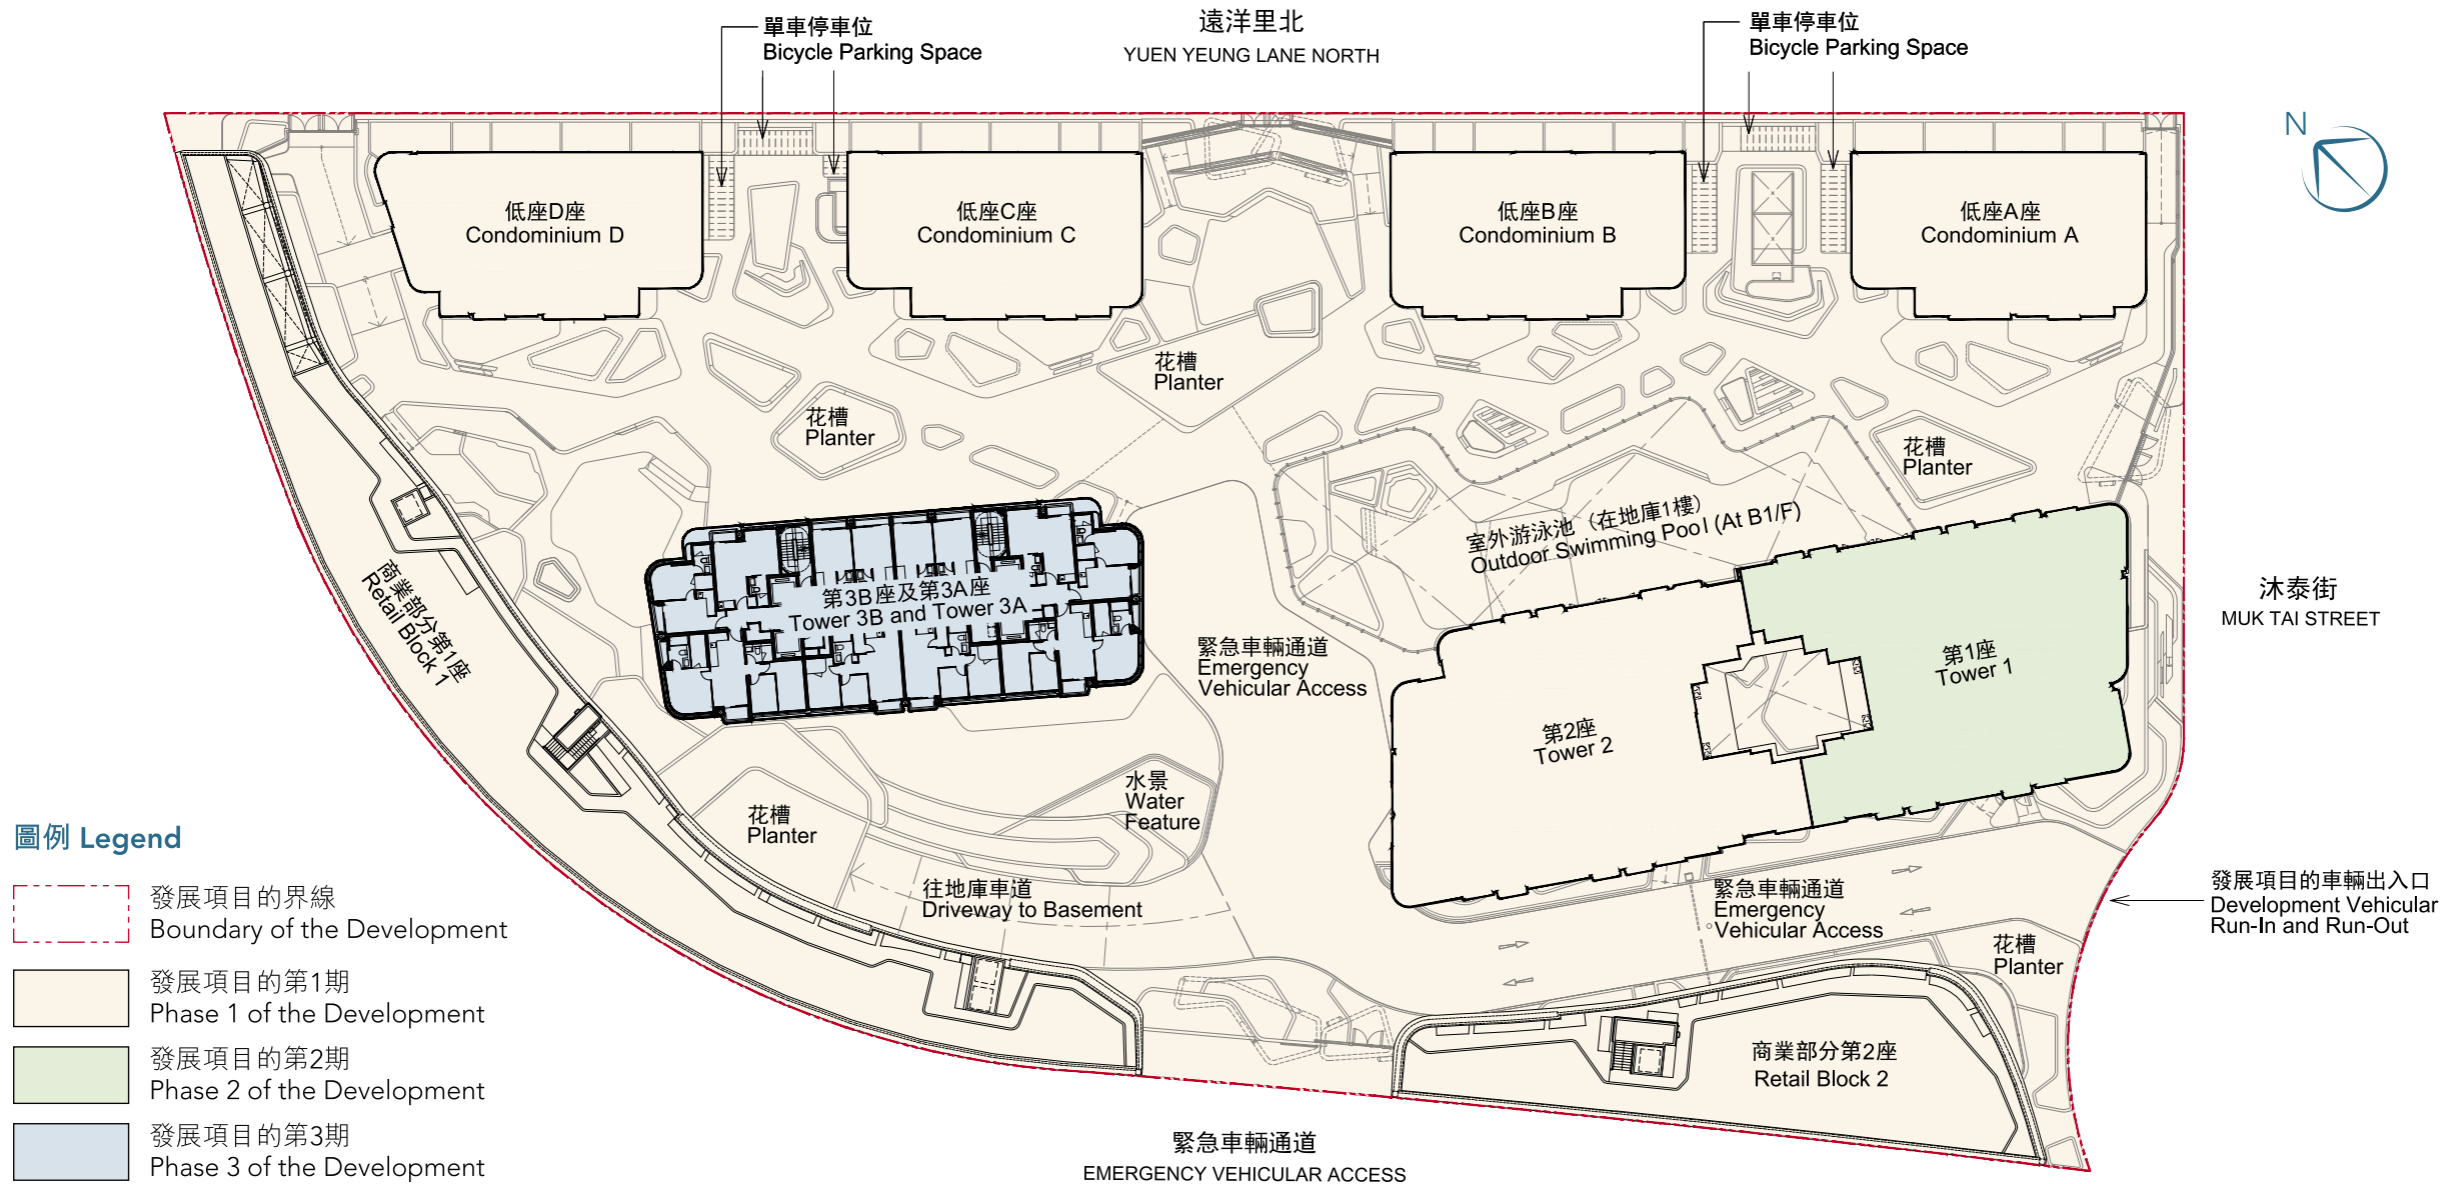 單車停車位
Bicycle Parking Space
遠洋里北
YUEN YEUNG LANE NORTH
單車停車位
Bicycle Parking Space
N
低座D座
Condominium D
低座C座
Condominium C
低座B座
Condominium B
低座A座
Condominium A
花槽
Planter
花槽
Planter
花槽
Planter
室外游泳池（在地庫1樓）
Outdoor Swimming Pool (At B1/F)
商業部分第1座
Retail Block 1
第3B座及第3A座
Tower 3B and Tower 3A
緊急車輛通道
Emergency
Vehicular Access
第1座
Tower 1
沐泰街
MUK TAI STREET
第2座
Tower 2
水景
Water
Feature
花槽
Planter
往地庫車道
Driveway to Basement
緊急車輛通道
Emergency
Vehicular Access
發展項目的車輛出入口
Development Vehicular
Run-In and Run-Out
花槽
Planter
商業部分第2座
Retail Block 2
緊急車輛通道
EMERGENCY VEHICULAR ACCESS
圖例 Legend
發展項目的界線
Boundary of the Development
發展項目的第1期
Phase 1 of the Development
發展項目的第2期
Phase 2 of the Development
發展項目的第3期
Phase 3 of the Development